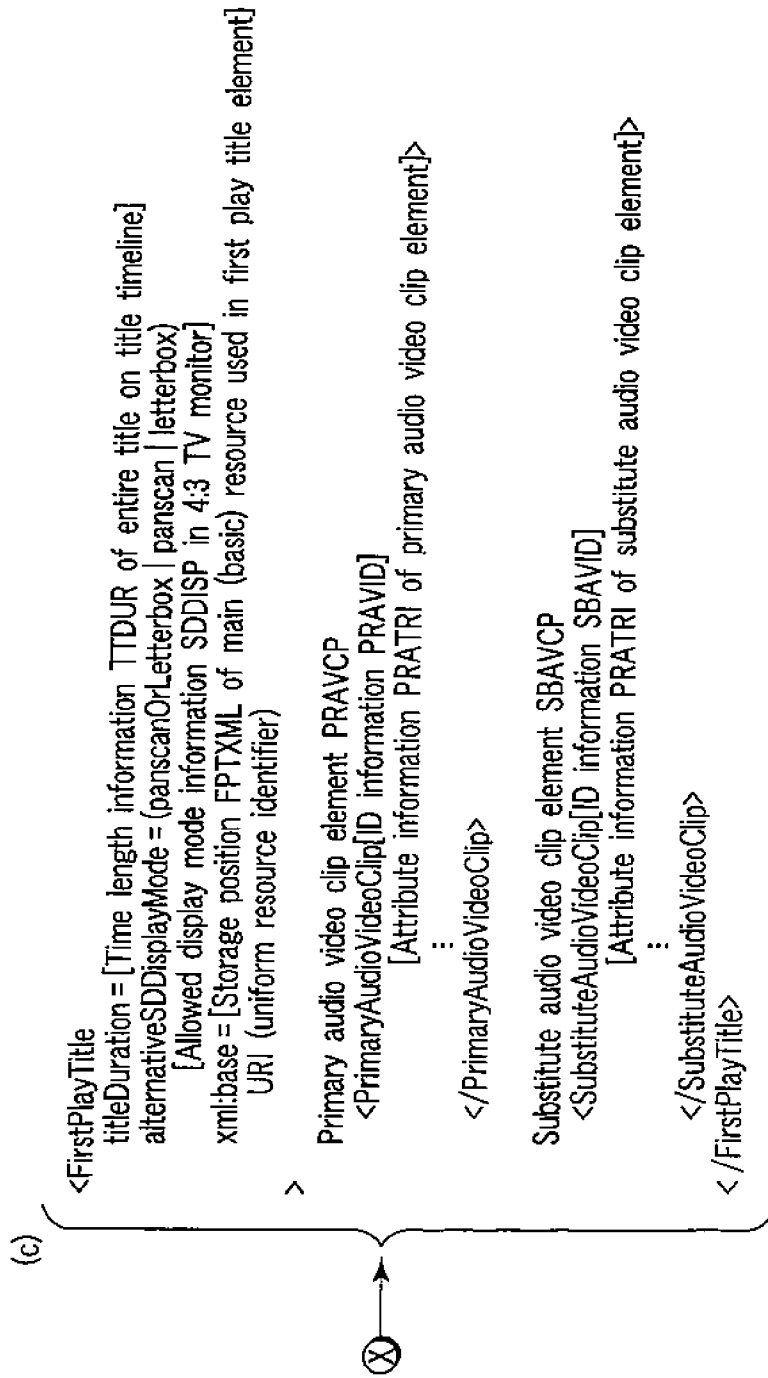 (c)
<FirstPlayTitle
titleDuration = [Time length information TTDUR of entire title on title timeline]
alternativeSDDisplayMode = (panscanOrLetterbox | panscan | letterbox)
[Allowed display mode information SDDISP in 4:3 TV monitor]
xml:base = [Storage position FPTXML of main (basic) resource used in first play title element]
URI (uniform resource identifier)
>
Primary audio video clip element PRAVCP
<PrimaryAudioVideoClip[ID information PRAVID]
[Attribute information PRATRI of primary audio video clip element]>
⋮
</PrimaryAudioVideoClip>
Substitute audio video clip element SBAVCP
<SubstituteAudioVideoClip[ID information SBAVID]
[Attribute information PRATRI of substitute audio video clip element]>
⋮
</SubstituteAudioVideoClip>
</FirstPlayTitle>
X